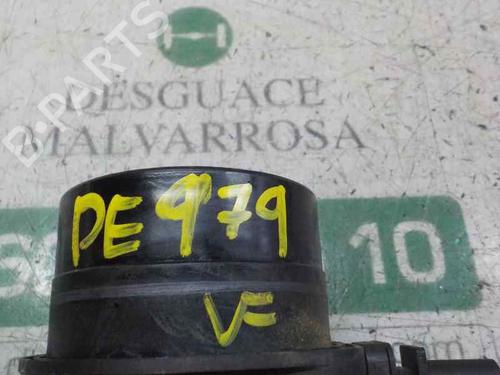 B-PARTS
DESGUACE
MALVARROSA
PE 979
10
VF